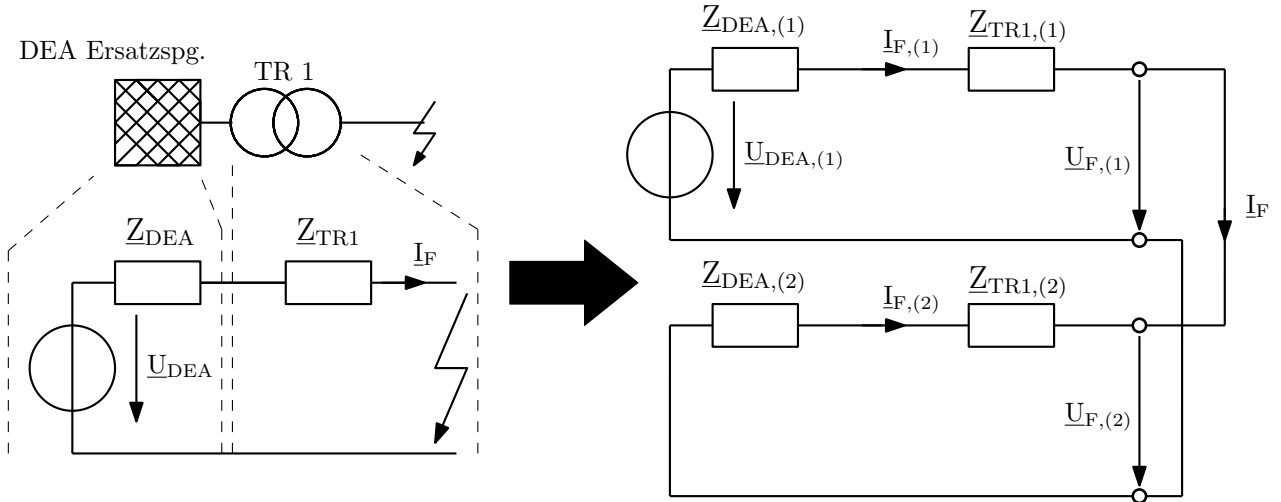 DEA Ersatzspg.
TR 1
Z_DEA
Z_TR1
I_F
U_DEA
Z_DEA,(1)
I_F,(1)
Z_TR1,(1)
U_DEA,(1)
U_F,(1)
I_F
Z_DEA,(2)
I_F,(2)
Z_TR1,(2)
U_F,(2)